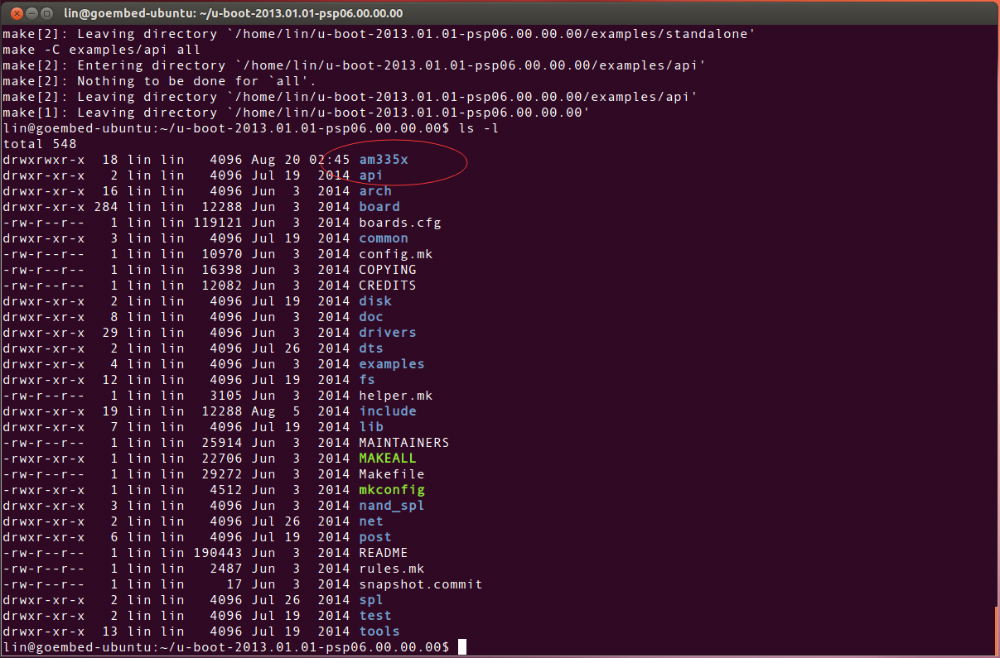 lin@goembed-ubuntu: ~/u-boot-2013.01.01-psp06.00.00.00
make[2]: Leaving directory `/home/lin/u-boot-2013.01.01-psp06.00.00.00/examples/standalone'
make -C examples/api all
make[2]: Entering directory `/home/lin/u-boot-2013.01.01-psp06.00.00.00/examples/api'
make[2]: Nothing to be done for `all'.
make[2]: Leaving directory `/home/lin/u-boot-2013.01.01-psp06.00.00.00/examples/api'
make[1]: Leaving directory `/home/lin/u-boot-2013.01.01-psp06.00.00.00'
lin@goembed-ubuntu:~/u-boot-2013.01.01-psp06.00.00.00$ ls -l
total 548
drwxrwxr-x  18 lin lin   4096 Aug 20 02:45 am335x
drwxr-xr-x   2 lin lin   4096 Jul 19  2014 api
drwxr-xr-x  16 lin lin   4096 Jun  3  2014 arch
drwxr-xr-x 284 lin lin  12288 Jun  3  2014 board
-rw-r--r--   1 lin lin 119121 Jun  3  2014 boards.cfg
drwxr-xr-x   3 lin lin   4096 Jul 19  2014 common
-rw-r--r--   1 lin lin  10970 Jun  3  2014 config.mk
-rw-r--r--   1 lin lin  16398 Jun  3  2014 COPYING
-rw-r--r--   1 lin lin  12082 Jun  3  2014 CREDITS
drwxr-xr-x   2 lin lin   4096 Jul 19  2014 disk
drwxr-xr-x   8 lin lin   4096 Jun  3  2014 doc
drwxr-xr-x  29 lin lin   4096 Jun  3  2014 drivers
drwxr-xr-x   2 lin lin   4096 Jul 26  2014 dts
drwxr-xr-x   4 lin lin   4096 Jun  3  2014 examples
drwxr-xr-x  12 lin lin   4096 Jul 19  2014 fs
-rw-r--r--   1 lin lin   3105 Jun  3  2014 helper.mk
drwxr-xr-x  19 lin lin  12288 Aug  5  2014 include
drwxr-xr-x   7 lin lin   4096 Jul 19  2014 lib
-rw-r--r--   1 lin lin  25914 Jun  3  2014 MAINTAINERS
-rwxr-xr-x   1 lin lin  22706 Jun  3  2014 MAKEALL
-rw-r--r--   1 lin lin  29272 Jun  3  2014 Makefile
-rwxr-xr-x   1 lin lin   4512 Jun  3  2014 mkconfig
drwxr-xr-x   3 lin lin   4096 Jun  3  2014 nand_spl
drwxr-xr-x   2 lin lin   4096 Jul 26  2014 net
drwxr-xr-x   6 lin lin   4096 Jul 19  2014 post
-rw-r--r--   1 lin lin 190443 Jun  3  2014 README
-rw-r--r--   1 lin lin   2487 Jun  3  2014 rules.mk
-rw-r--r--   1 lin lin     17 Jun  3  2014 snapshot.commit
drwxr-xr-x   2 lin lin   4096 Jul 26  2014 spl
drwxr-xr-x   2 lin lin   4096 Jul 19  2014 test
drwxr-xr-x  13 lin lin   4096 Jul 19  2014 tools
lin@goembed-ubuntu:~/u-boot-2013.01.01-psp06.00.00.00$